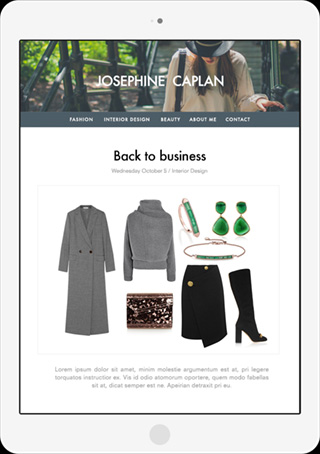 JOSEPHINE CAPLAN
FASHION INTERIOR DESIGN BEAUTY ABOUT ME CONTACT
Back to business
Wednesday October 5 / Interior Design
Lorem ipsum dolor sit amet, minim molestie argumentum est at, pri legere
torquatos instructior ex. Vis id odio atomorum oportere, quem modo labores
sit at, dicat semper est ne. Apeirian detraxit pri eu.